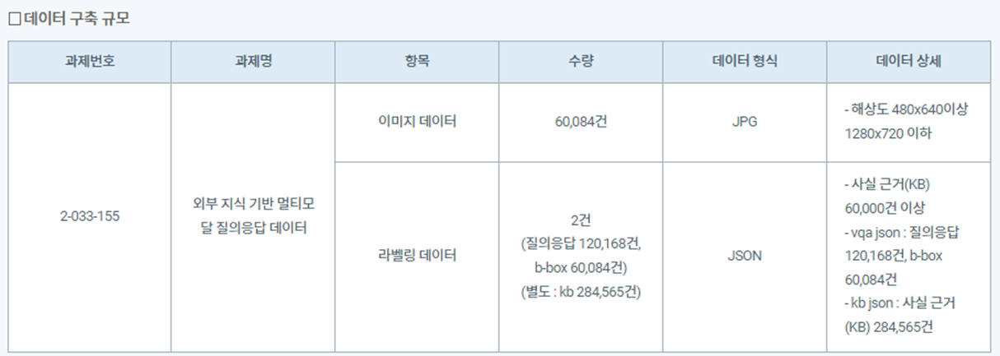 □데이터 구축 규모
과제번호 과제명 항목 수량 데이터 형식 데이터 상세
2-033-155
외부 지식 기반 멀티모
달 질의응답 데이터
이미지 데이터
60,084건
JPG
- 해상도 480x640이상
1280x720 이하
라벨링 데이터
2건
(질의응답 120,168건,
b-box 60,084건)
(별도 : kb 284,565건)
JSON
- 사실 근거(KB)
60,000건 이상
- vqa json : 질의응답
120,168건, b-box
60,084건
- kb json : 사실 근거
(KB) 284,565건